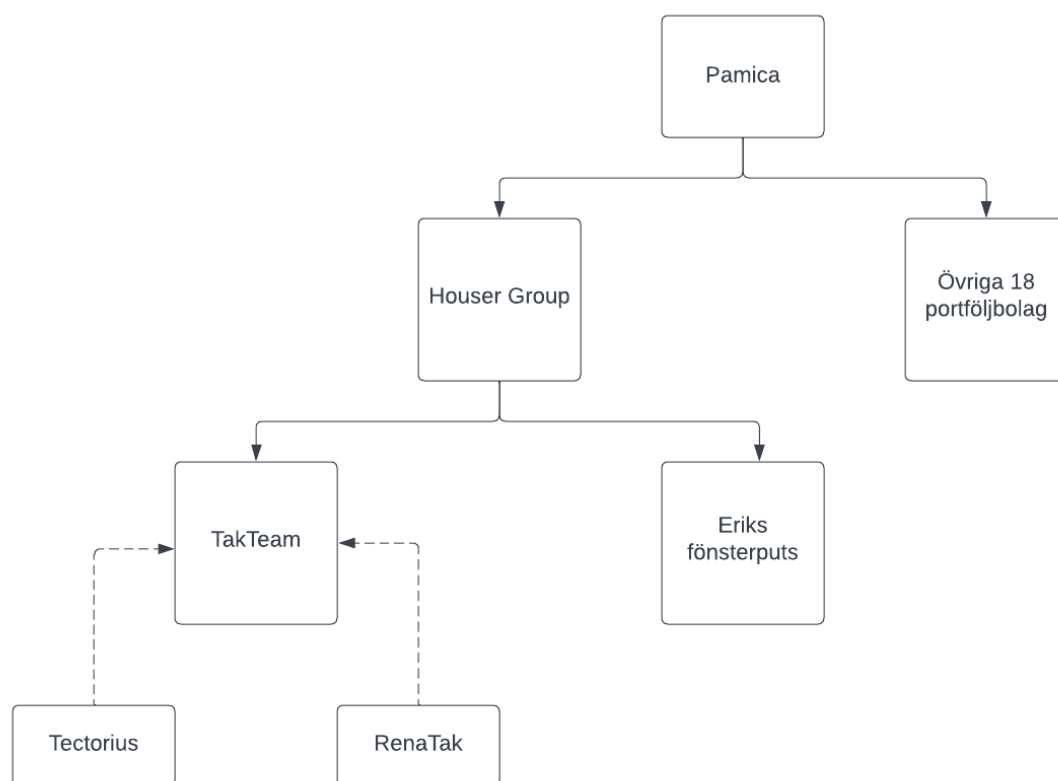 Pamica
Houser Group
Övriga 18
portföljbolag
TakTeam
Eriks
fönsterputs
Tectorius
RenaTak